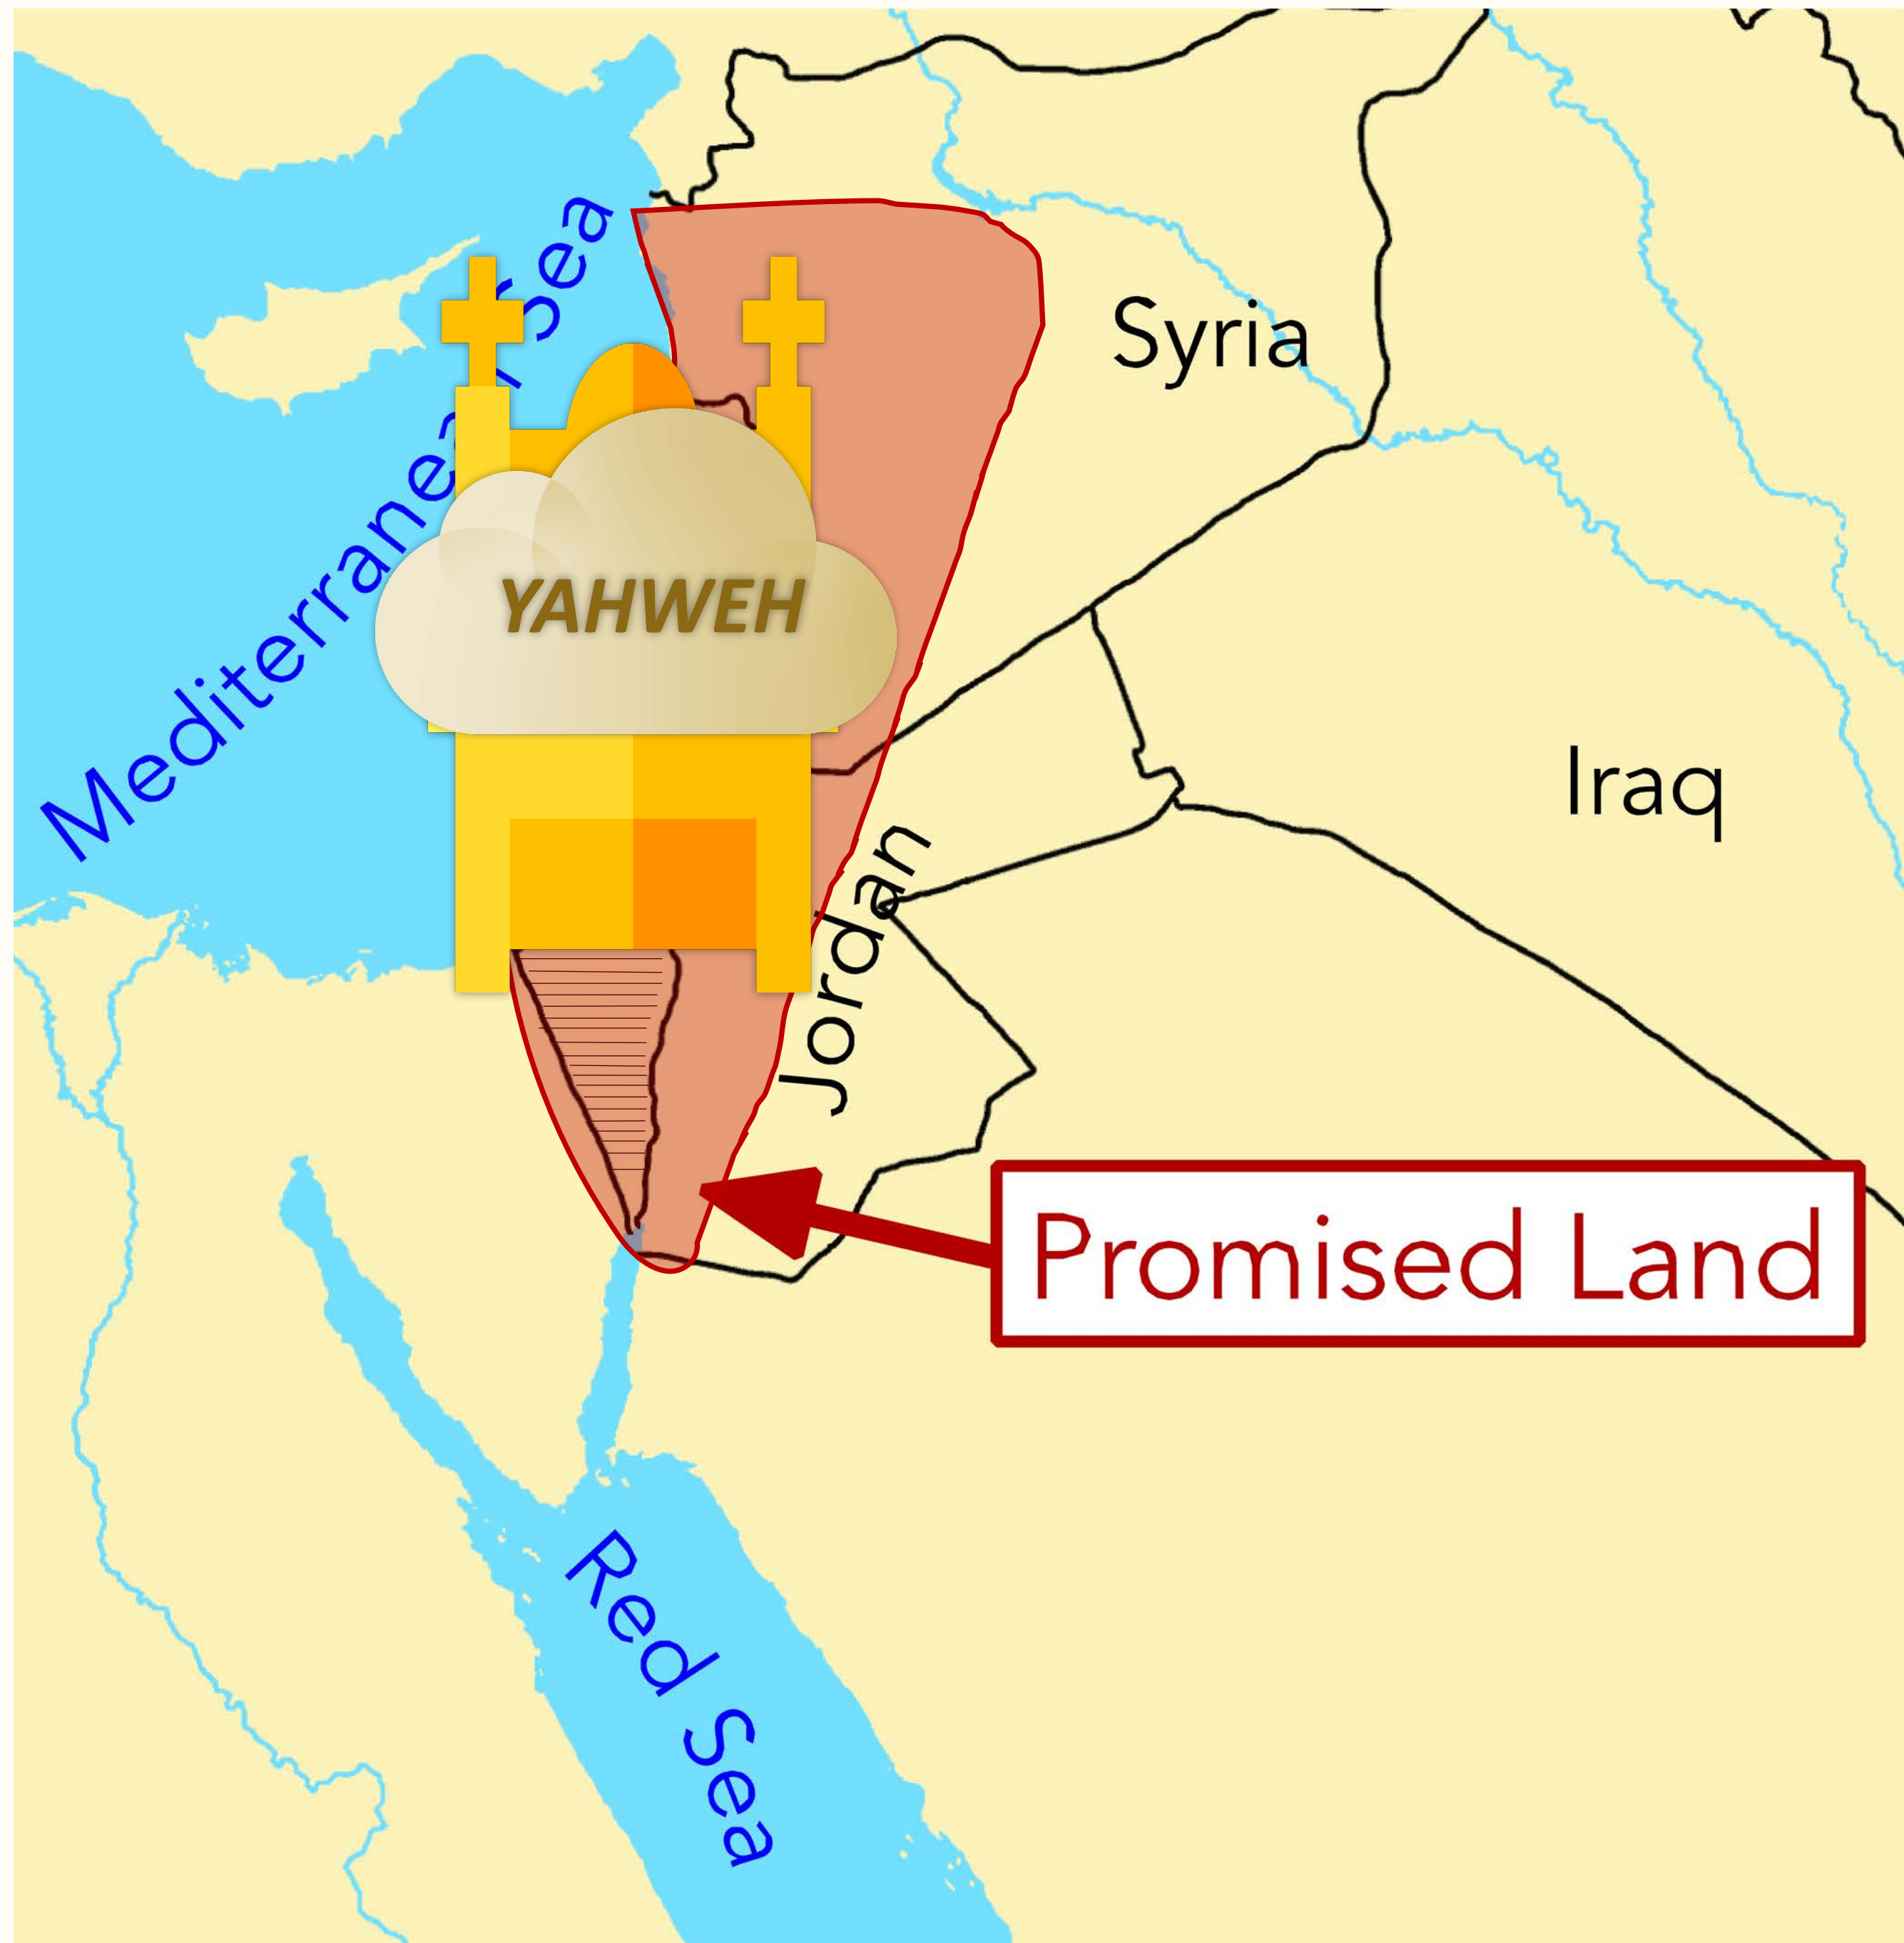 Mediterranean Sea
Syria
YAHWEH
Iraq
Jordan
Promised Land
Red Sea